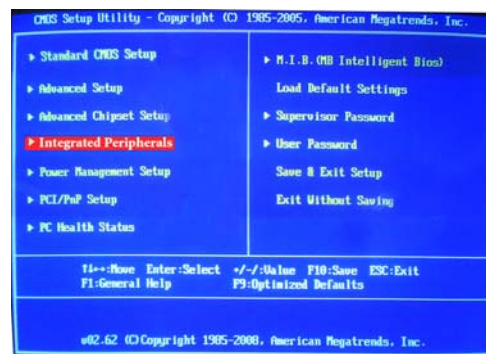 CMOS Setup Utility - Copyright (C) 1985-2005, American Megatrends, Inc.
▶ Standard CMOS Setup
▶ Advanced Setup
▶ Advanced Chipset Setup
▶ Integrated Peripherals
▶ Power Management Setup
▶ PCI/PnP Setup
▶ PC Health Status
▶ M.I.B.(MB Intelligent Bios)
Load Default Settings
▶ Supervisor Password
▶ User Password
Save & Exit Setup
Exit Without Saving
↑↓←→:Move Enter:Select +/-/:Value F10:Save ESC:Exit
F1:General Help F9:Optimized Defaults
v02.62 (C)Copyright 1985-2008, American Megatrends, Inc.